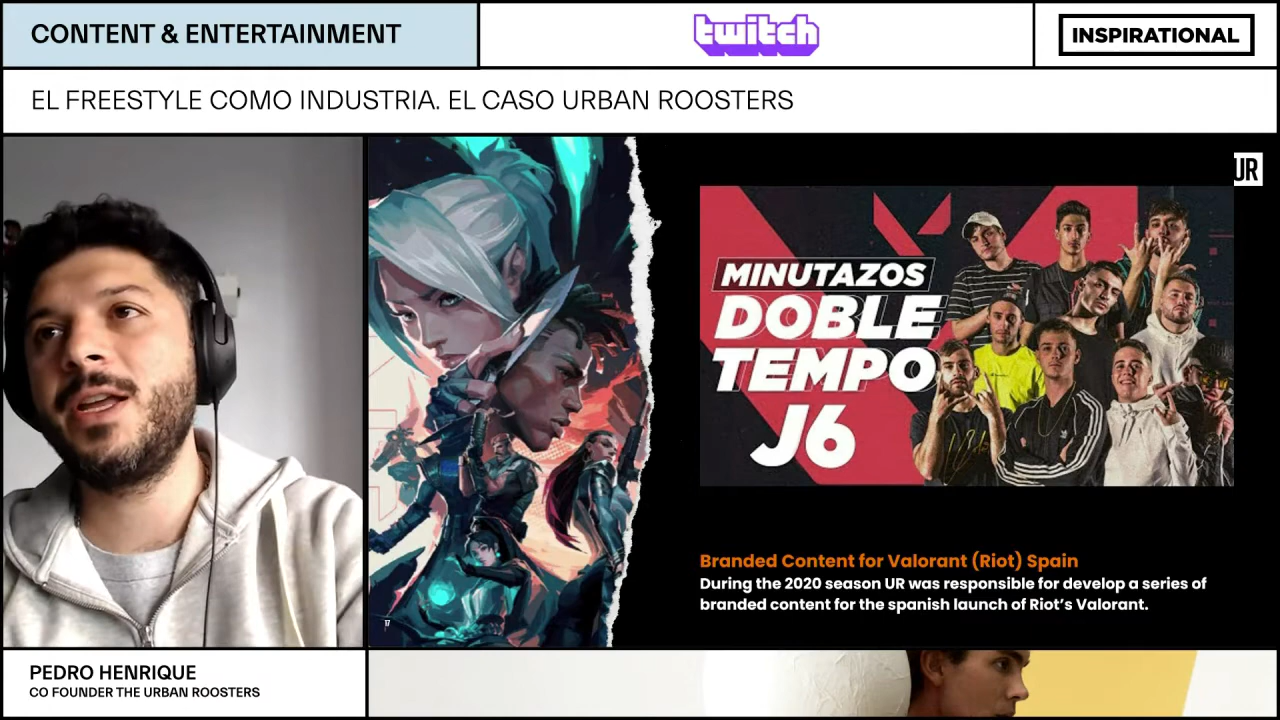 CONTENT & ENTERTAINMENT
twitch
INSPIRATIONAL
EL FREESTYLE COMO INDUSTRIA. EL CASO URBAN ROOSTERS
UR
MINUTAZOS
DOBLE
TEMPO
J6
Branded Content for Valorant (Riot) Spain
During the 2020 season UR was responsible for develop a series of
branded content for the spanish launch of Riot's Valorant.
17
PEDRO HENRIQUE
CO FOUNDER THE URBAN ROOSTERS